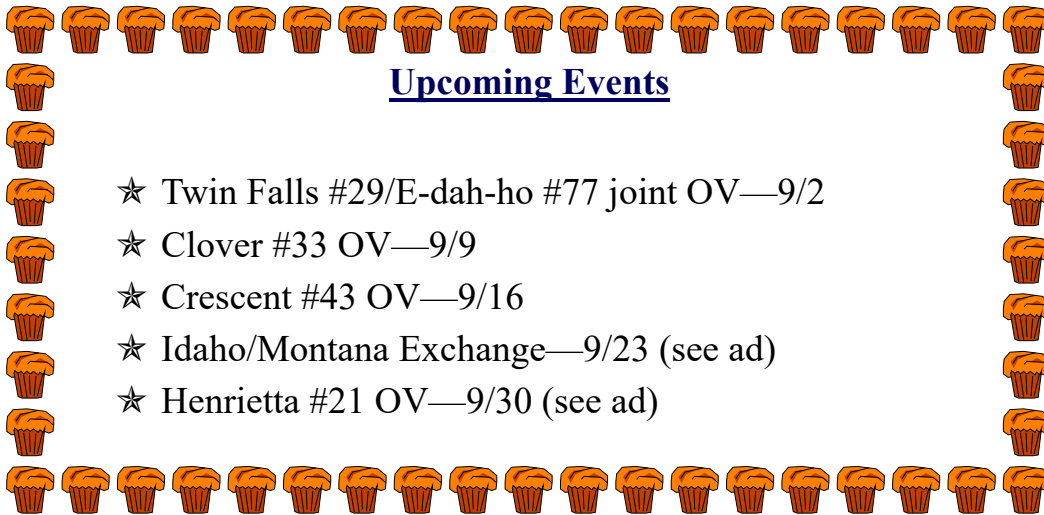 Upcoming Events
✯ Twin Falls #29/E-dah-ho #77 joint OV—9/2
✯ Clover #33 OV—9/9
✯ Crescent #43 OV—9/16
✯ Idaho/Montana Exchange—9/23 (see ad)
✯ Henrietta #21 OV—9/30 (see ad)